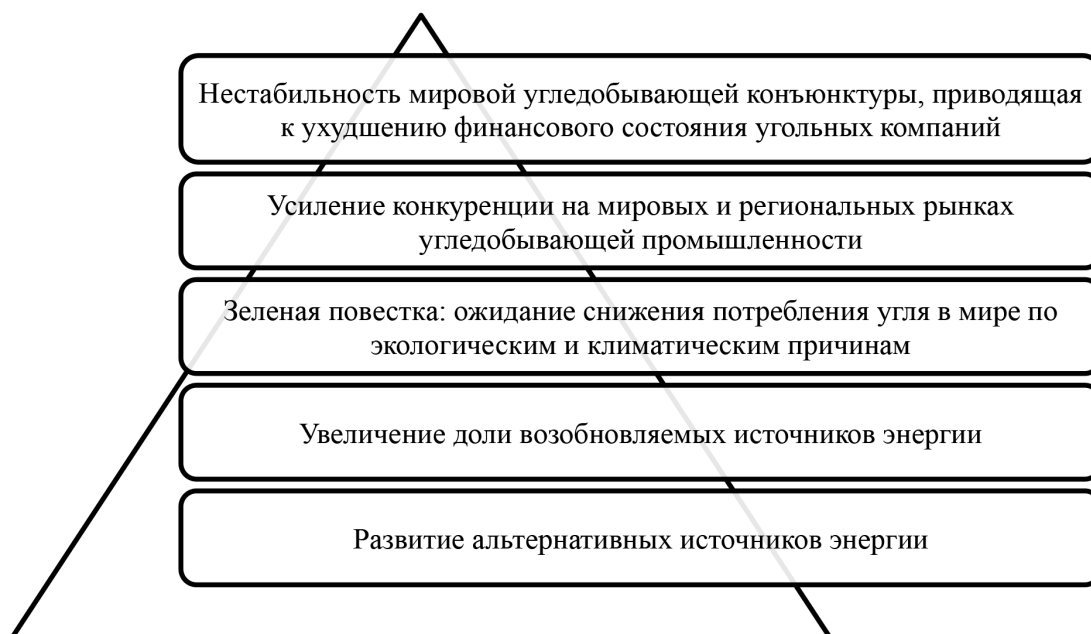 Нестабильность мировой угледобывающей конъюнктуры, приводящая
к ухудшению финансового состояния угольных компаний
Усиление конкуренции на мировых и региональных рынках
угледобывающей промышленности
Зеленая повестка: ожидание снижения потребления угля в мире по
экологическим и климатическим причинам
Увеличение доли возобновляемых источников энергии
Развитие альтернативных источников энергии